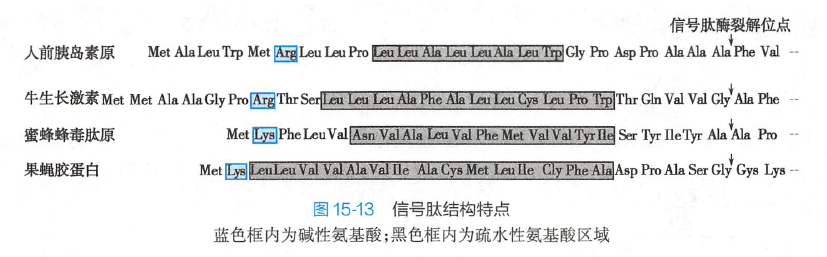 信号肽酶裂解位点
人前胰岛素原 Met Ala Leu Trp Met Arg Leu Leu Pro Leu Leu Ala Leu Leu Ala Leu Trp Gly Pro Asp Pro Ala Ala Ala Phe Val --
牛生长激素 Met Met Ala Ala Gly Pro Arg Thr Ser Leu Leu Leu Ala Phe Ala Leu Leu Cys Leu Pro Trp Thr Gln Val Val Gly Ala Phe --
蜜蜂蜂毒肽原 Met Lys Phe Leu Val Asn Val Ala Leu Val Phe Met Val Val Tyr Ile Ser Tyr Ile Tyr Ala Ala Pro --
果蝇胶蛋白 Met Lys Leu Leu Val Val Ala Val Ile Ala Cys Met Leu Ile Cly Phe Ala Asp Pro Ala Ser Gly Gys Lys --
图 15-13 信号肽结构特点
蓝色框内为碱性氨基酸;黑色框内为疏水性氨基酸区域